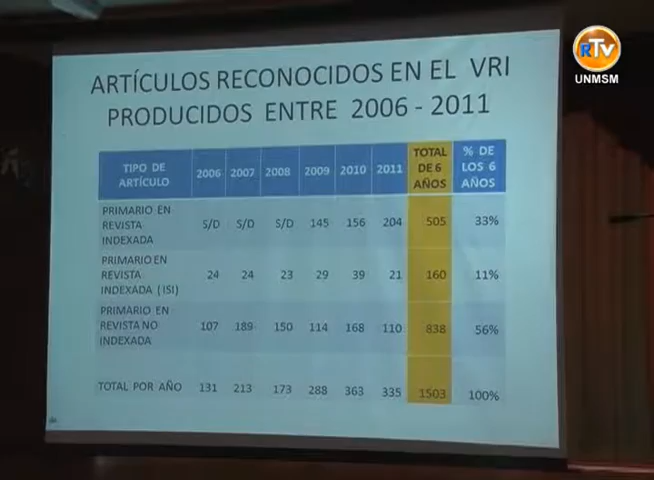 RTV
UNMSM
ARTÍCULOS RECONOCIDOS EN EL VRI
PRODUCIDOS ENTRE 2006 - 2011
TIPO DE ARTÍCULO 2006 2007 2008 2009 2010 2011 TOTAL DE 6 AÑOS % DE LOS 6 AÑOS
PRIMARIO EN REVISTA INDEXADA S/D S/D S/D 145 156 204 505 33%
PRIMARIO EN REVISTA INDEXADA (ISI) 24 24 23 29 39 21 160 11%
PRIMARIO EN REVISTA NO INDEXADA 107 189 150 114 168 110 838 56%
TOTAL POR AÑO 131 213 173 288 363 335 1503 100%